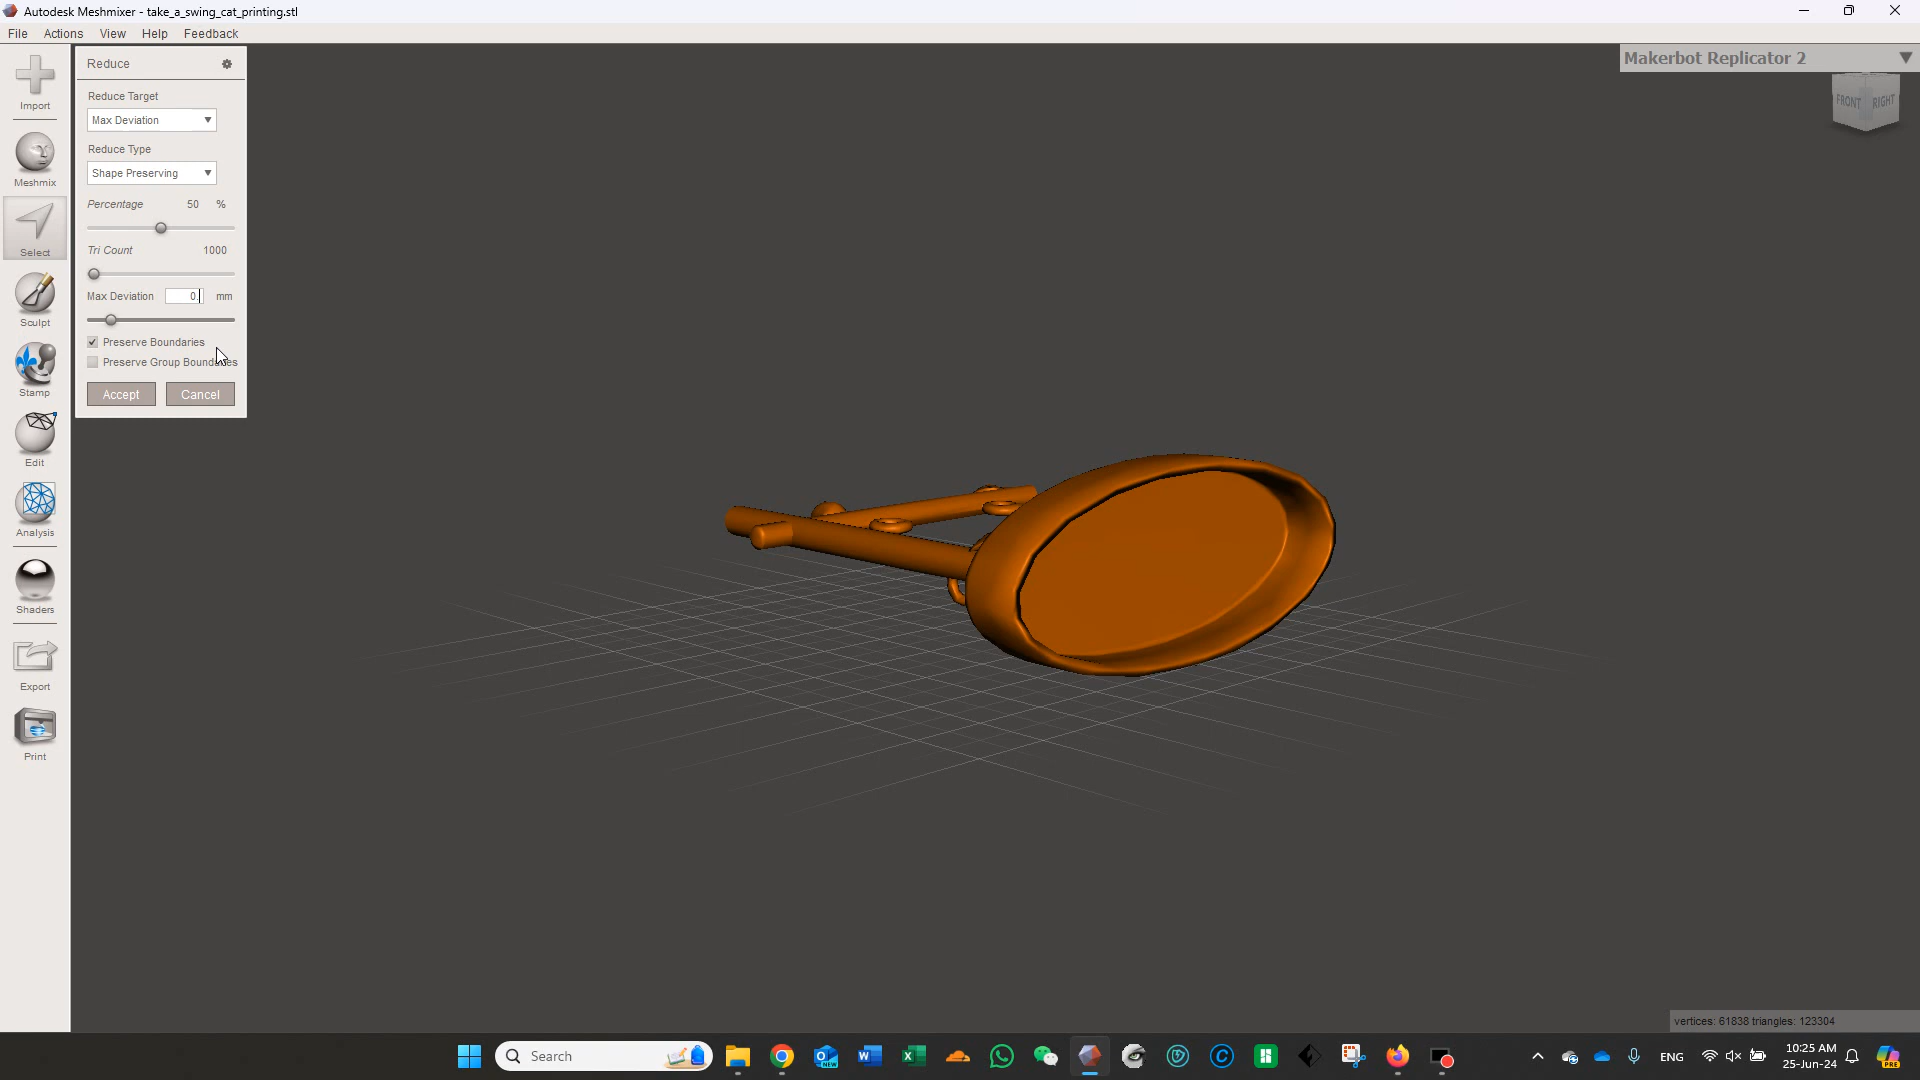 Autodesk Meshmixer - take_a_swing_cat_printing.stl
File Actions View Help Feedback
Import
Meshmix
Select
Sculpt
Stamp
Edit
Analysis
Shaders
Export
Print
Reduce
Reduce Target
Max Deviation
Reduce Type
Shape Preserving
Percentage 50 %
Tri Count 1000
Max Deviation 0. mm
Preserve Boundaries
Preserve Group Boundaries
Accept Cancel
Makerbot Replicator 2
FRONT RIGHT
vertices: 61838 triangles: 123304
Search
NEW
ENG
10:25 AM
25-Jun-24
PRE